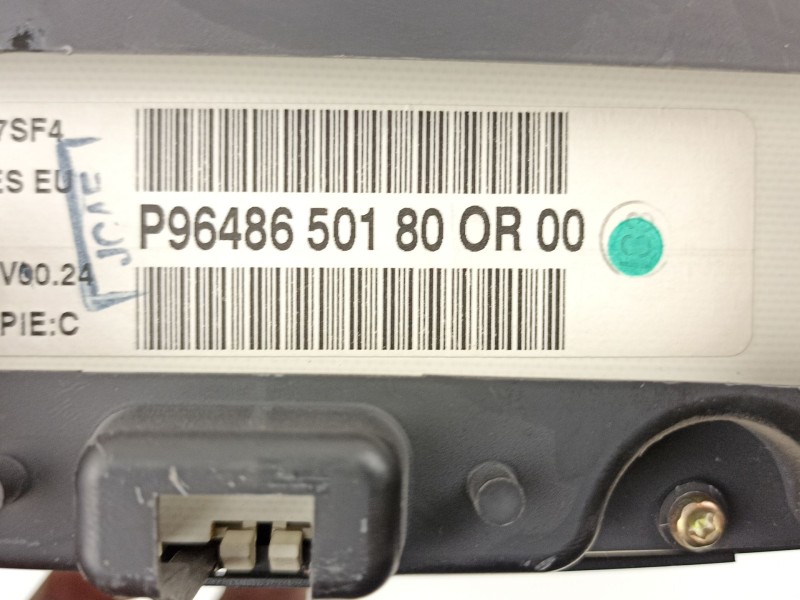 7SF4
ES EU
P96486 501 80 OR 00
V00.24
PIE:C